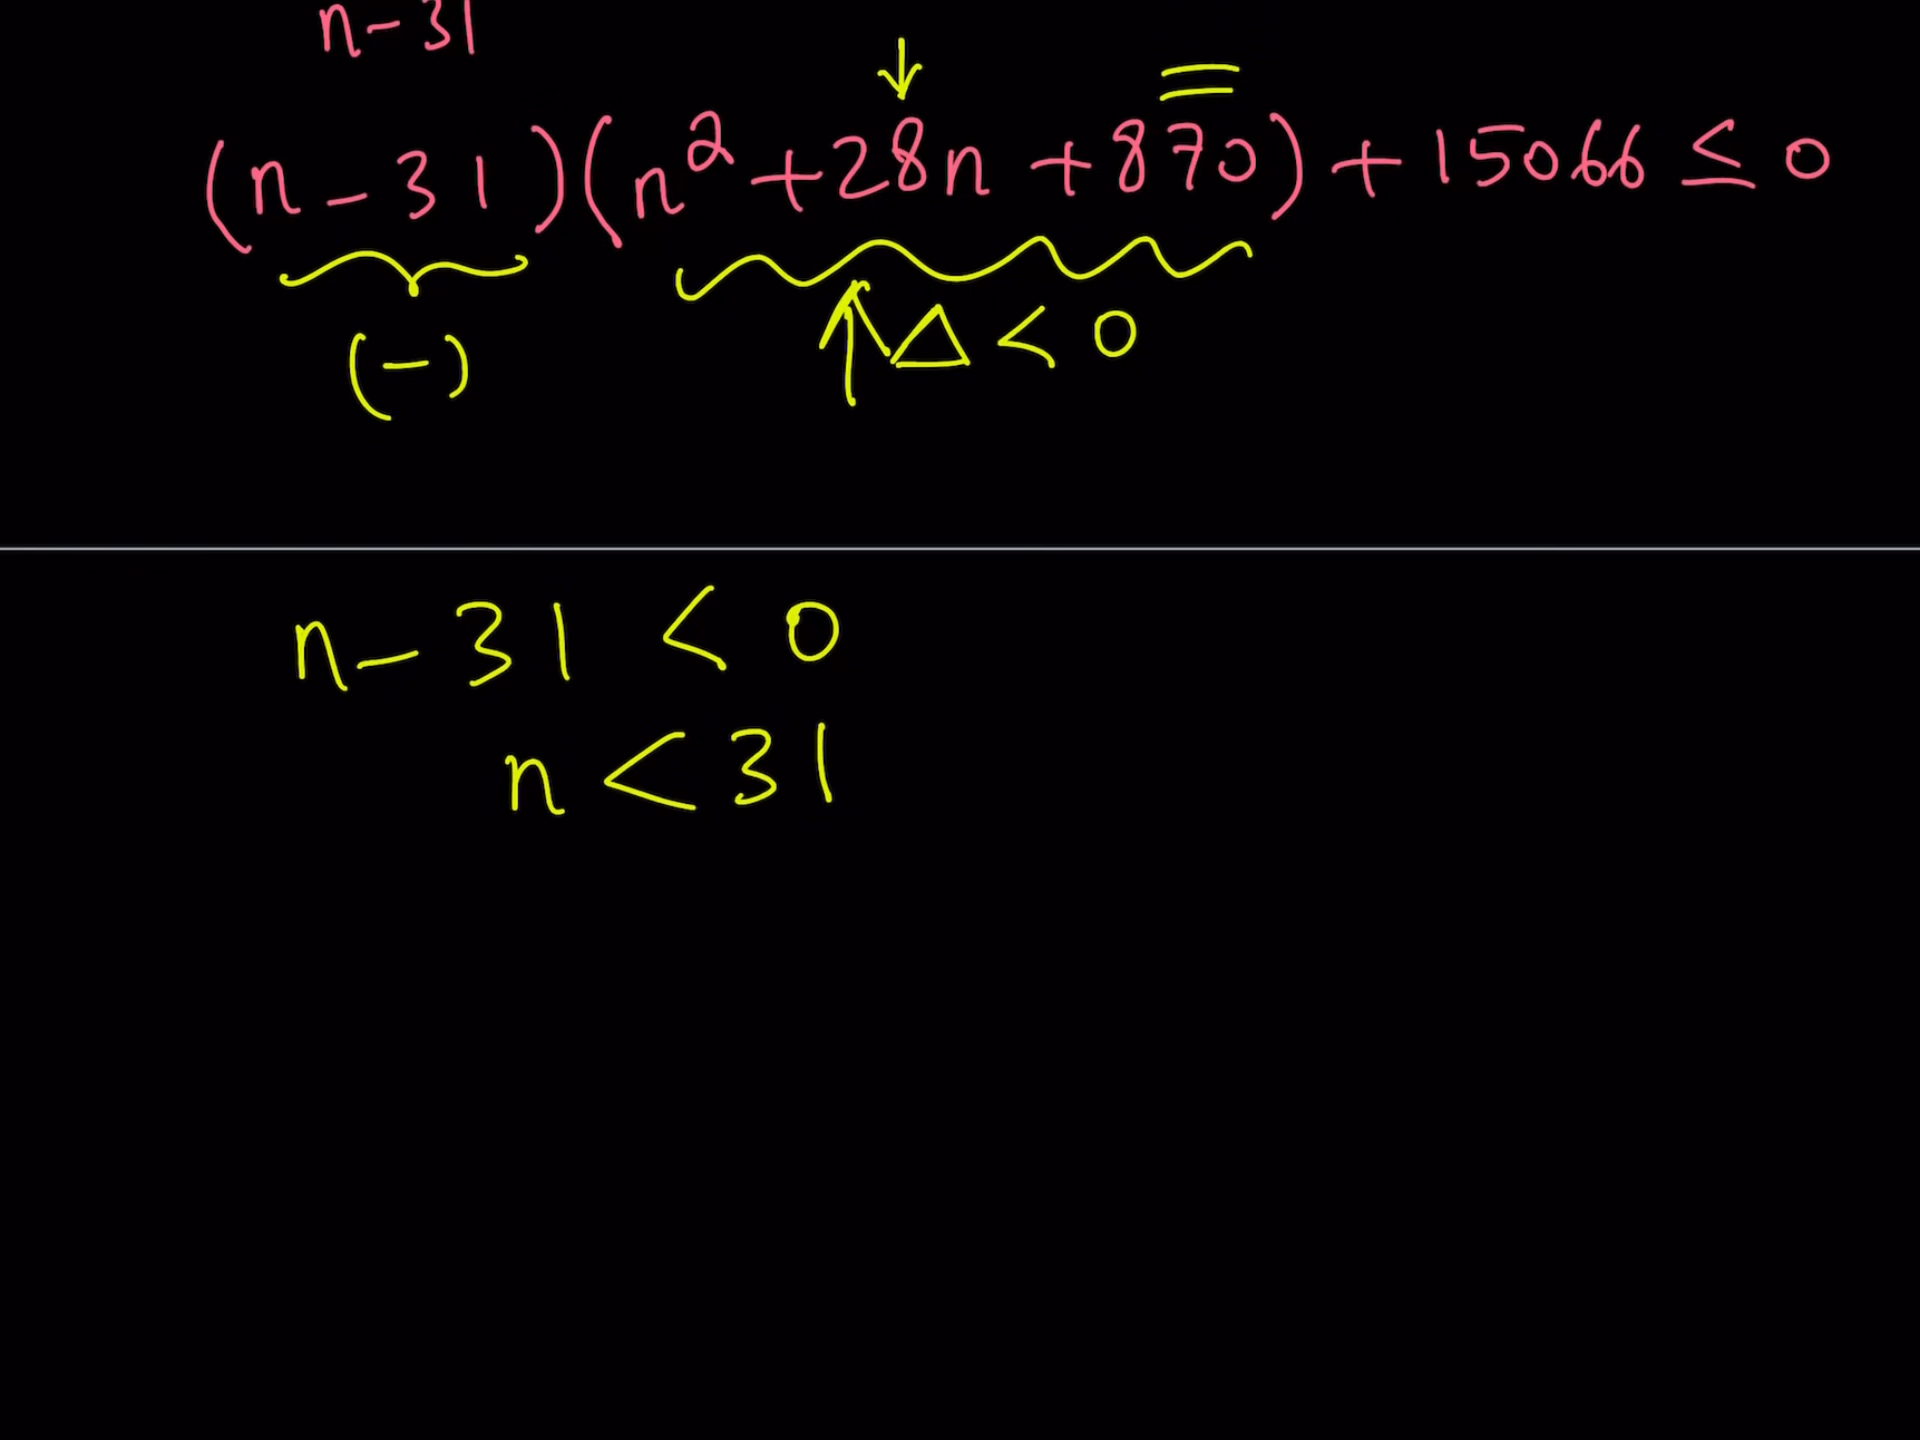 n-31
(n-31)(n²+28n+870)+15066≤0
(-) Δ<0
n-31<0
n<31